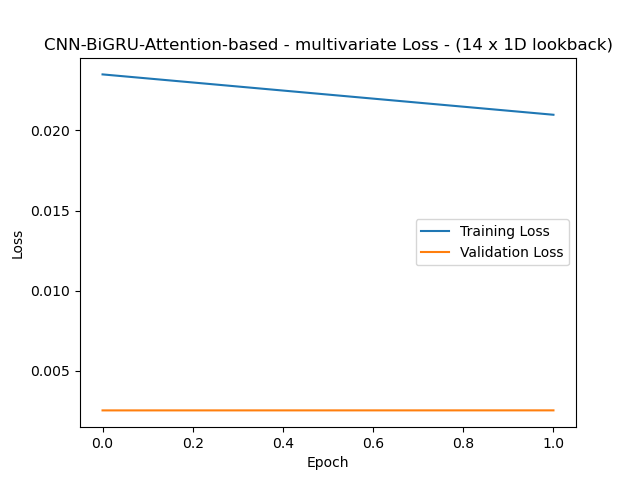 CNN-BiGRU-Attention-based - multivariate Loss - (14 x 1D lookback)
Loss
0.020
0.015
0.010
0.005
Training Loss
Validation Loss
0.0 0.2 0.4 0.6 0.8 1.0
Epoch